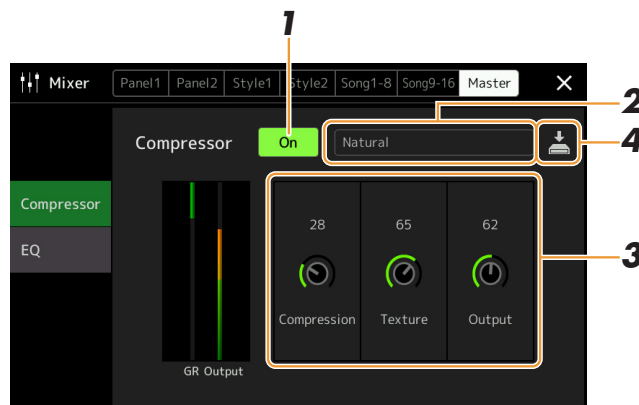 1
Mixer Panel1 Panel2 Style1 Style2 Song1-8 Song9-16 Master
2
Compressor On Natural
4
Compressor
28 65 62
EQ
3
Compression Texture Output
GR Output